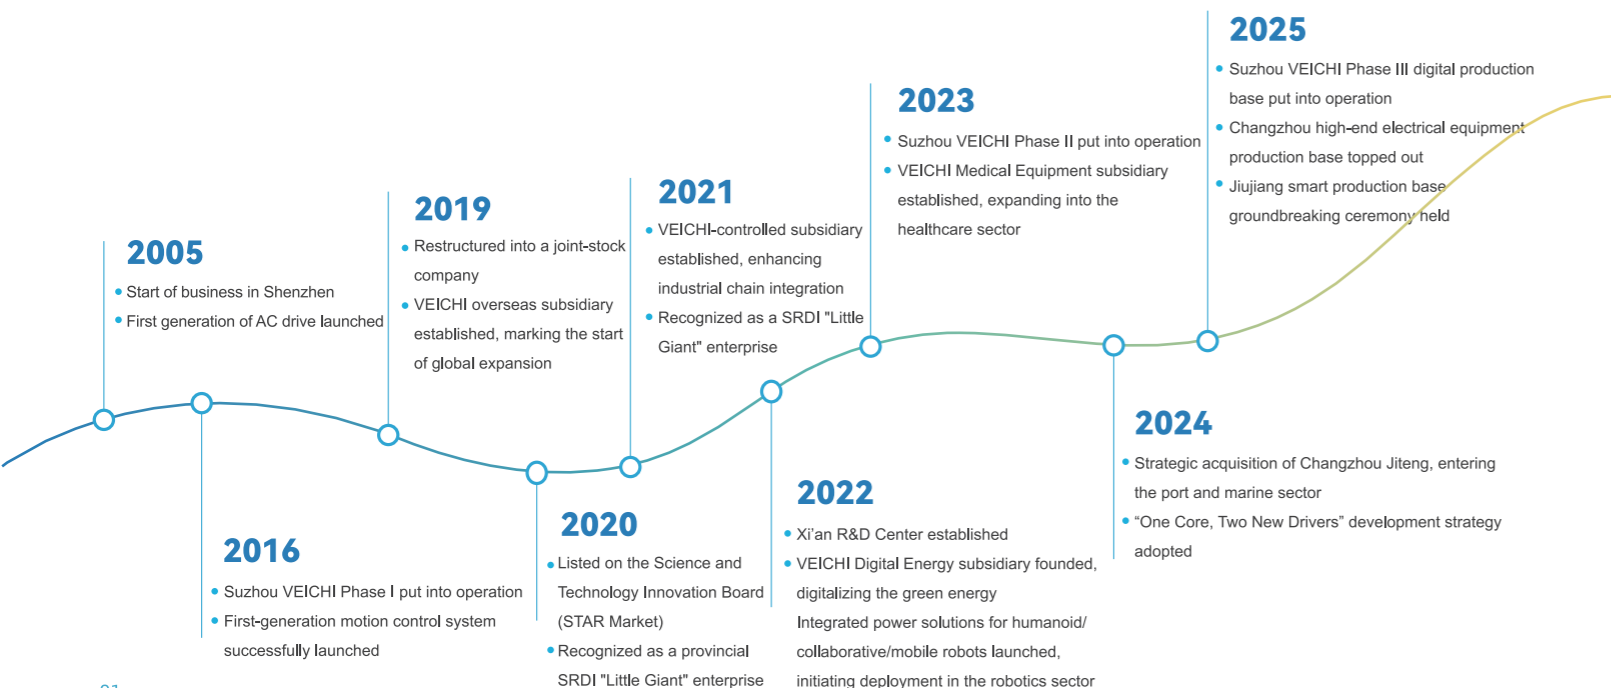 2005
Start of business in Shenzhen
First generation of AC drive launched
2016
Suzhou VEICHI Phase I put into operation
First-generation motion control system
successfully launched
2019
Restructured into a joint-stock
company
VEICHI overseas subsidiary
established, marking the start
of global expansion
2020
Listed on the Science and
Technology Innovation Board
(STAR Market)
Recognized as a provincial
SRDI "Little Giant" enterprise
2021
VEICHI-controlled subsidiary
established, enhancing
industrial chain integration
Recognized as a SRDI "Little
Giant" enterprise
2022
Xi’an R&D Center established
VEICHI Digital Energy subsidiary founded,
digitalizing the green energy
Integrated power solutions for humanoid/
collaborative/mobile robots launched,
initiating deployment in the robotics sector
2023
Suzhou VEICHI Phase II put into operation
VEICHI Medical Equipment subsidiary
established, expanding into the
healthcare sector
2024
Strategic acquisition of Changzhou Jiteng, entering
the port and marine sector
“One Core, Two New Drivers” development strategy
adopted
2025
Suzhou VEICHI Phase III digital production
base put into operation
Changzhou high-end electrical equipment
production base topped out
Jiujiang smart production base
groundbreaking ceremony held